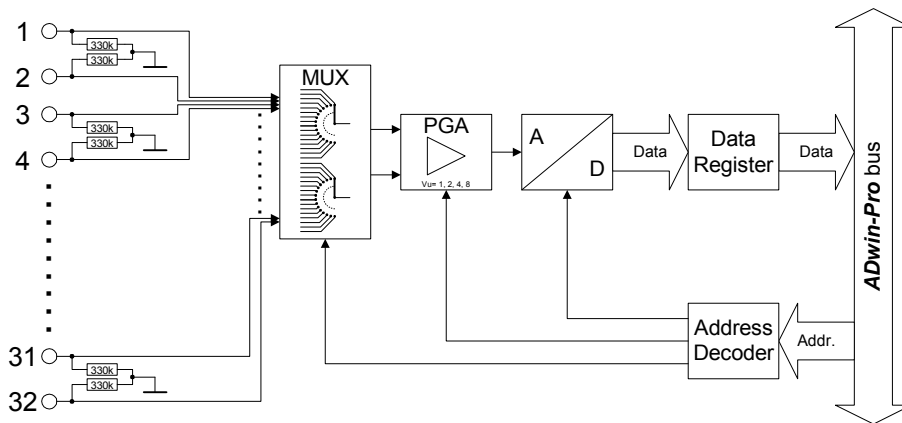 1
330k
330k
2
3
330k
330k
4
31
330k
330k
32
MUX
PGA
Vu= 1, 2, 4, 8
A
D
Data
Data
Register
Data
Address
Decoder
Addr.
ADwin-Pro bus